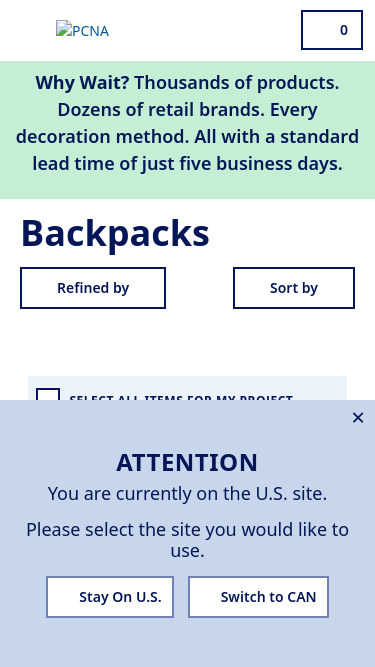 PCNA
0
Why Wait? Thousands of products.
Dozens of retail brands. Every
decoration method. All with a standard
lead time of just five business days.
Backpacks
Refined by
Sort by
SELECT ALL ITEMS FOR MY PROJECT
×
ATTENTION
You are currently on the U.S. site.
Please select the site you would like to
use.
Stay On U.S.
Switch to CAN